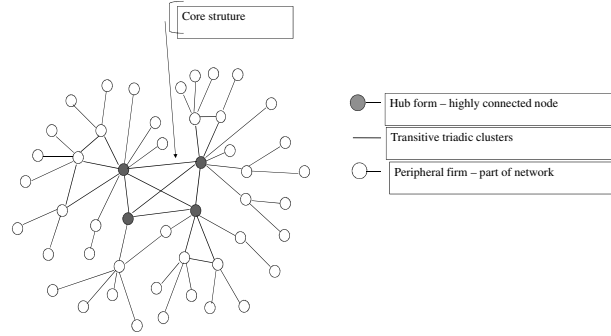 Core struture
Hub form – highly connected node
Transitive triadic clusters
Peripheral firm – part of network